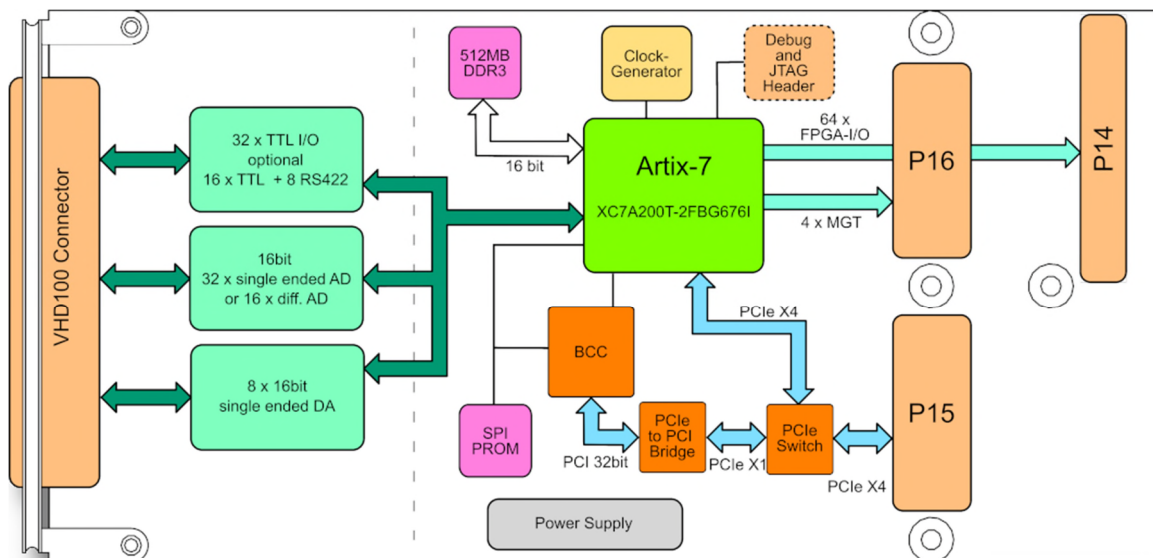 VHD100 Connector
32 x TTL I/O
optional
16 x TTL + 8 RS422
16bit
32 x single ended AD
or 16 x diff. AD
8 x 16bit
single ended DA
512MB
DDR3
16 bit
Clock-
Generator
Debug
and
JTAG
Header
Artix-7
XC7A200T-2FBG676I
64 x
FPGA-I/O
4 x MGT
P16
P14
PCIe X4
BCC
SPI
PROM
PCI 32bit
PCIe
to PCI
Bridge
PCIe X1
PCIe
Switch
PCIe X4
P15
Power Supply